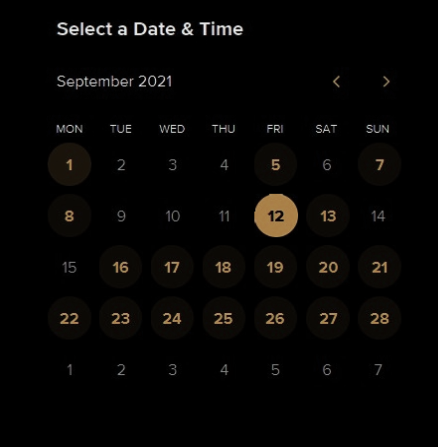 Select a Date & Time
September 2021
MON TUE WED THU FRI SAT SUN
1 2 3 4 5 6 7
8 9 10 11 12 13 14
15 16 17 18 19 20 21
22 23 24 25 26 27 28
1 2 3 4 5 6 7